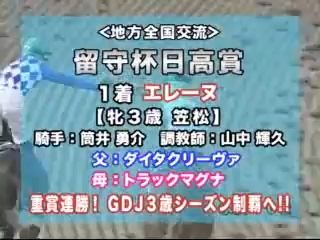 <地方全国交流>
留守杯日高賞
1着 エレーヌ
【牝3歳 笠松】
騎手:筒井 勇介 調教師:山中 輝久
父:ダイタクリーヴァ
母:トラックマグナ
重賞連勝! GDJ3歳シーズン制覇へ!!